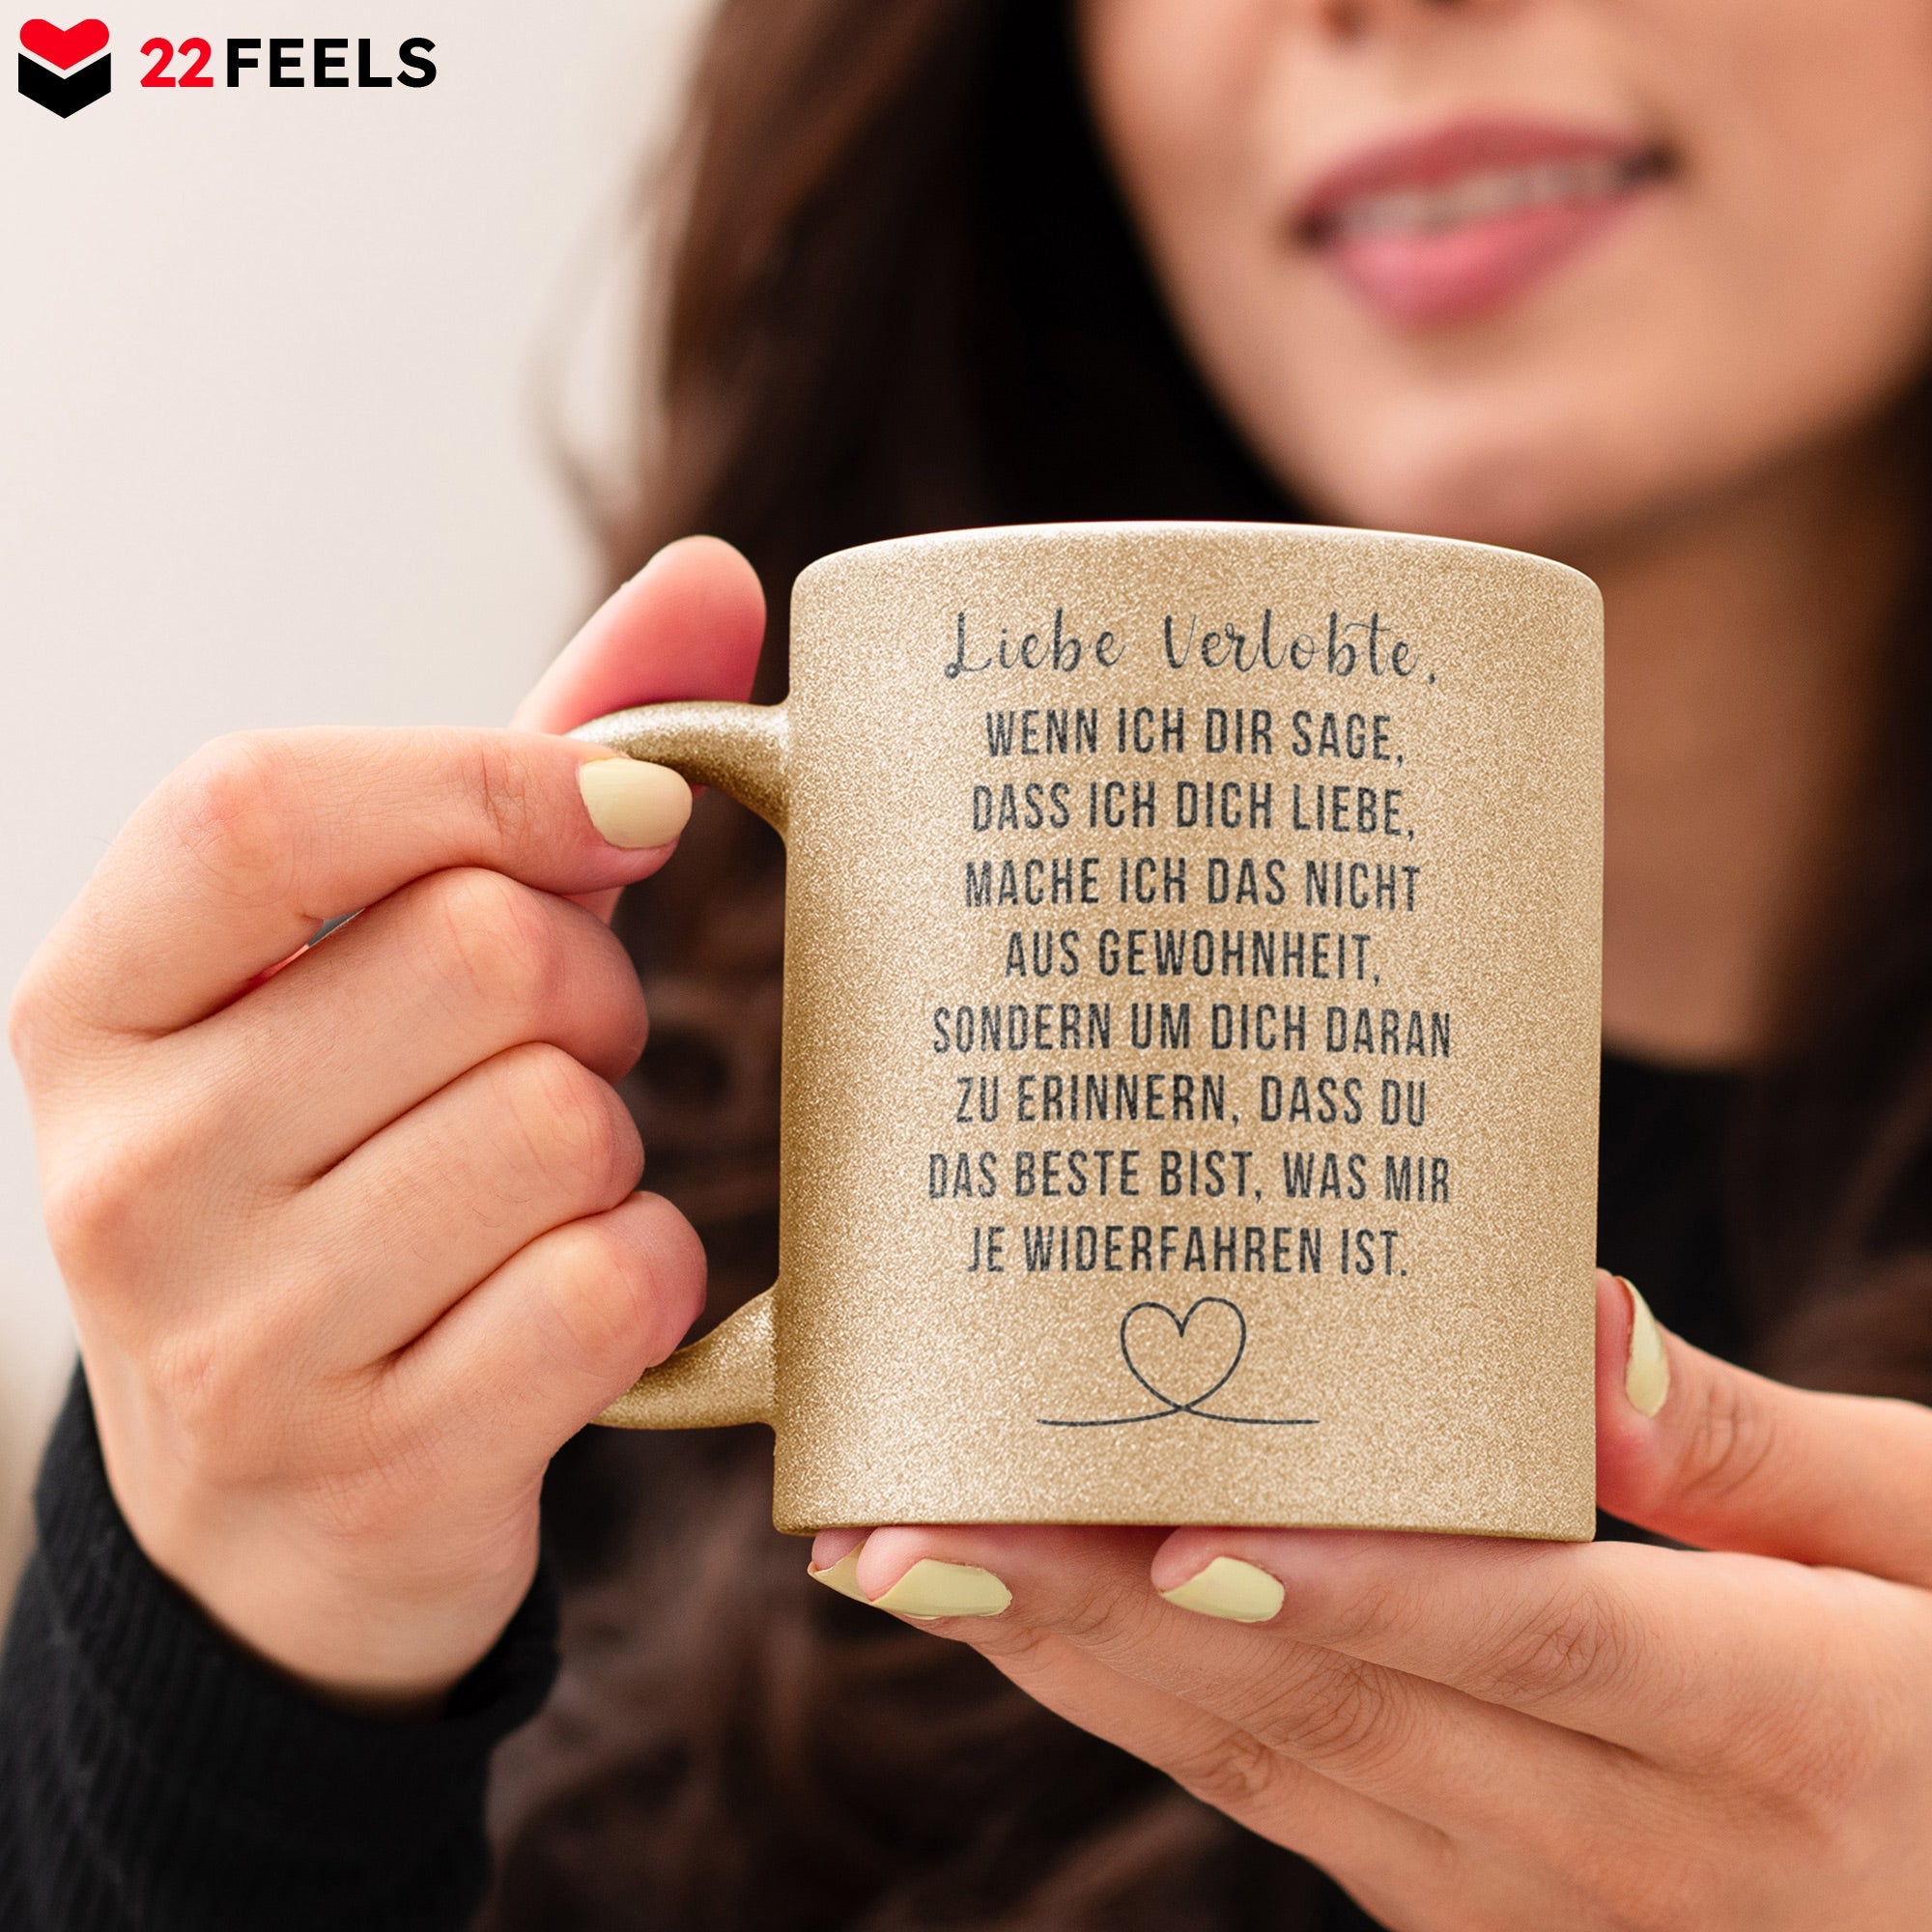 22FEELS
Liebe Verlobte,
WENN ICH DIR SAGE,
DASS ICH DICH LIEBE,
MACHE ICH DAS NICHT
AUS GEWOHNHEIT,
SONDERN UM DICH DARAN
ZU ERINNERN, DASS DU
DAS BESTE BIST, WAS MIR
JE WIDERFAHREN IST.